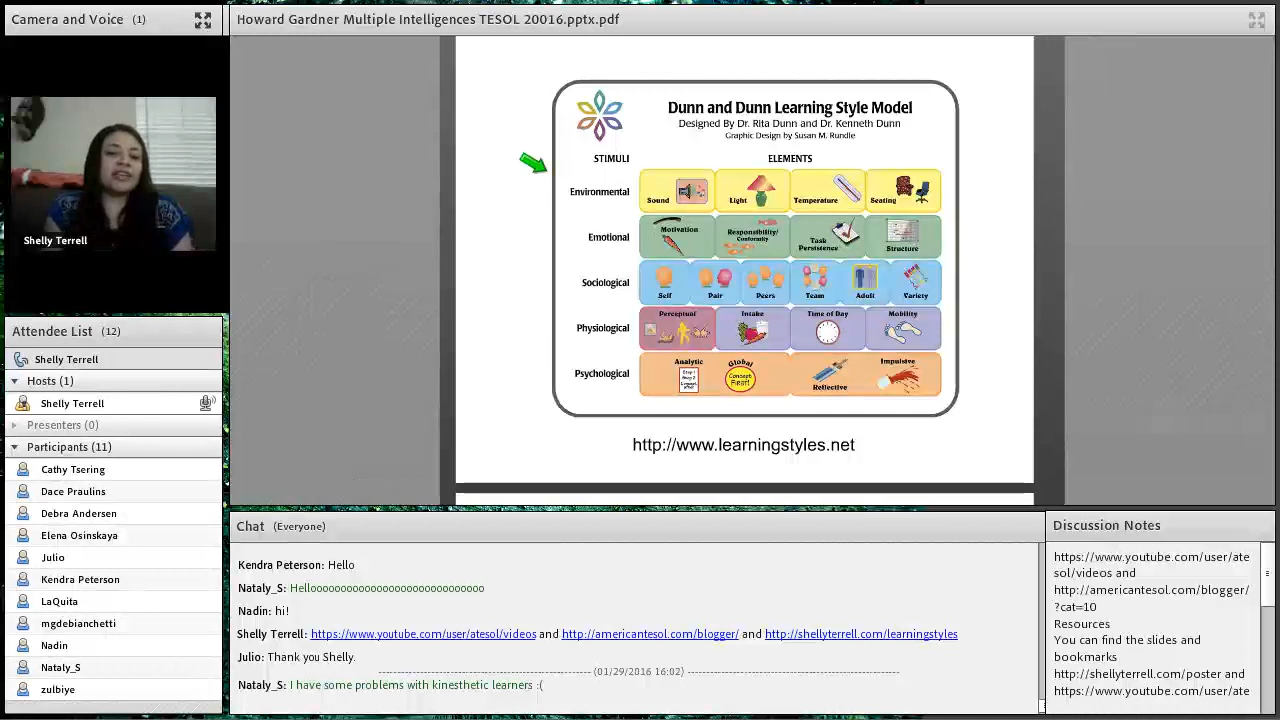 Camera and Voice (1)
Shelly Terrell
Attendee List (12)
Shelly Terrell
Hosts (1)
Shelly Terrell
Presenters (0)
Participants (11)
Cathy Tsering
Dace Praulins
Debra Andersen
Elena Osinskaya
Julio
Kendra Peterson
LaQuita
mgdebianchetti
Nadin
Nataly_S
zulbiye
Howard Gardner Multiple Intelligences TESOL 20016.pptx.pdf
Dunn and Dunn Learning Style Model
Designed By Dr. Rita Dunn and Dr. Kenneth Dunn
Graphic Design by Susan M. Rundle
STIMULI ELEMENTS
Environmental Sound Light Temperature Seating
Emotional Motivation Responsibility/ Conformity Task Persistence Structure
Sociological Self Pair Peers Team Adult Variety
Physiological Perceptual Intake Time of Day Mobility
Psychological Analytic Global Concept First! Reflective Impulsive
http://www.learningstyles.net
Chat (Everyone)
Kendra Peterson: Hello
Nataly_S: Hellooooooooooooooooooooooooooooo
Nadin: hi!
Shelly Terrell: https://www.youtube.com/user/atesol/videos and http://americantesol.com/blogger/ and http://shellyterrell.com/learningstyles
Julio: Thank you Shelly.
(01/29/2016 16:02)
Nataly_S: I have some problems with kinesthetic learners :(
Discussion Notes
https://www.youtube.com/user/ate
sol/videos and
http://americantesol.com/blogger/
?cat=10
Resources
You can find the slides and
bookmarks
http://shellyterrell.com/poster and
https://www.youtube.com/user/ate